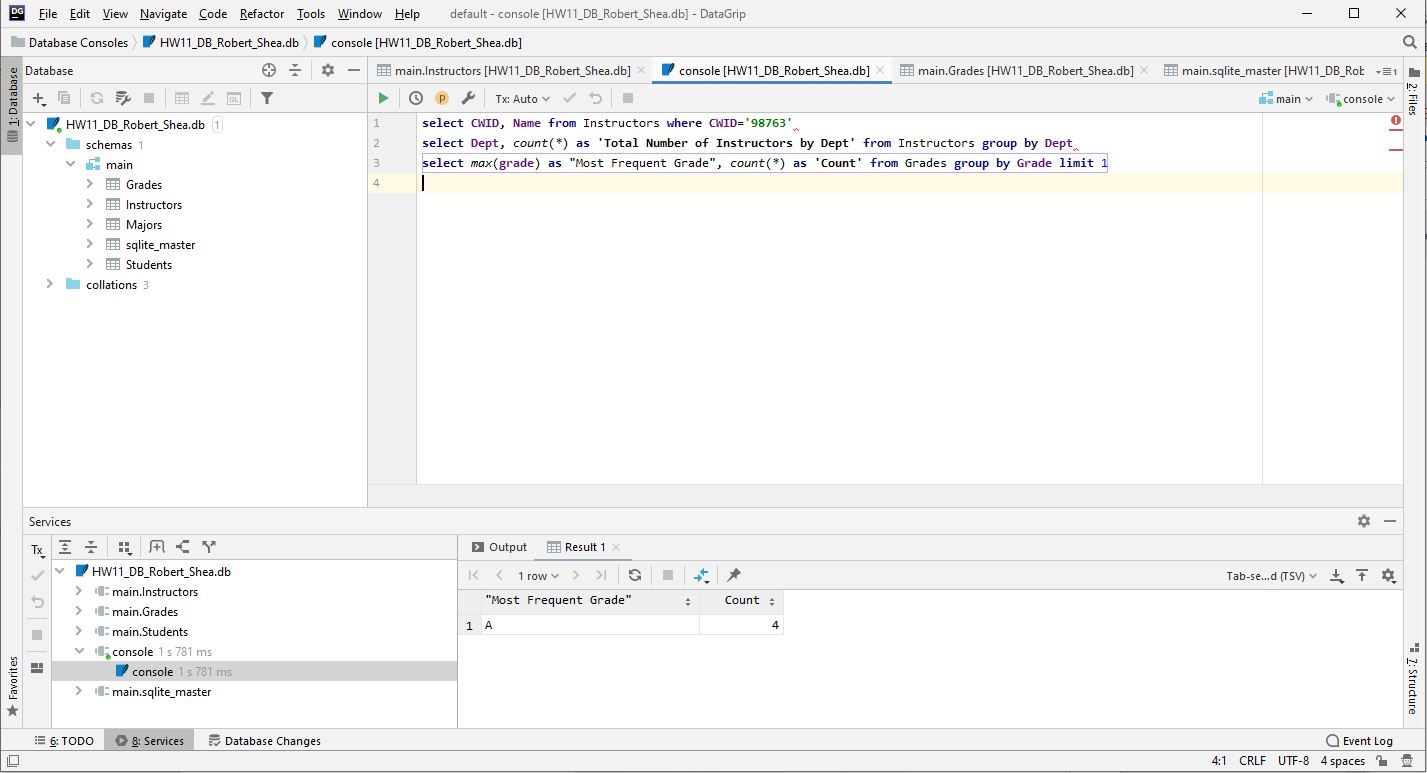 DG File Edit View Navigate Code Refactor Tools Window Help default - console [HW11_DB_Robert_Shea.db] - DataGrip
Database Consoles HW11_DB_Robert_Shea.db console [HW11_DB_Robert_Shea.db]
1: Database
Database
main.Instructors [HW11_DB_Robert_Shea.db] console [HW11_DB_Robert_Shea.db] main.Grades [HW11_DB_Robert_Shea.db] main.sqlite_master [HW11_DB_Rob 1
2: Files
QL
P Tx: Auto main console
HW11_DB_Robert_Shea.db 1
schemas 1
main
Grades
Instructors
Majors
sqlite_master
Students
collations 3
1 select CWID, Name from Instructors where CWID='98763'
2 select Dept, count(*) as 'Total Number of Instructors by Dept' from Instructors group by Dept
3 select max(grade) as "Most Frequent Grade", count(*) as 'Count' from Grades group by Grade limit 1
4
Services
Tx
HW11_DB_Robert_Shea.db
main.Instructors
main.Grades
main.Students
console 1 s 781 ms
console 1 s 781 ms
main.sqlite_master
Output Result 1
1 row Tab-se...d (TSV)
"Most Frequent Grade" Count
1 A 4
Favorites
7: Structure
6: TODO 8: Services Database Changes Event Log
4:1 CRLF UTF-8 4 spaces